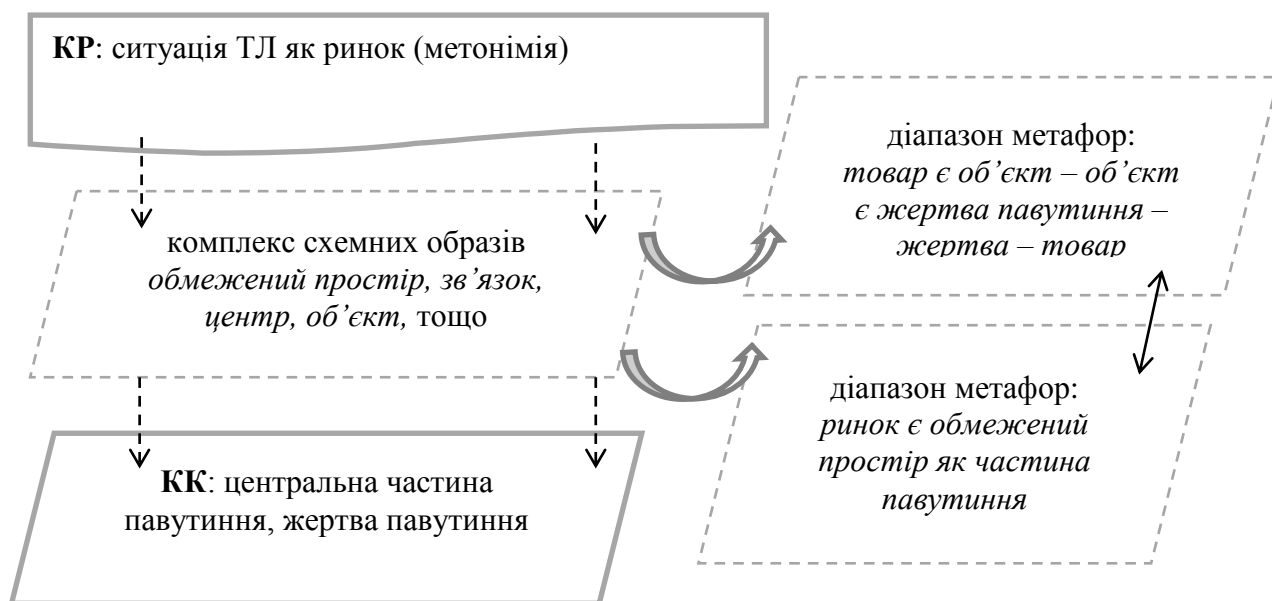 КР: ситуація ТЛ як ринок (метонімія)
діапазон метафор:
товар є об’єкт – об’єкт
є жертва павутиння –
жертва – товар
комплекс схемних образів
обмежений простір, зв’язок,
центр, об’єкт, тощо
діапазон метафор:
ринок є обмежений
простір як частина
павутиння
КК: центральна частина
павутиння, жертва павутиння